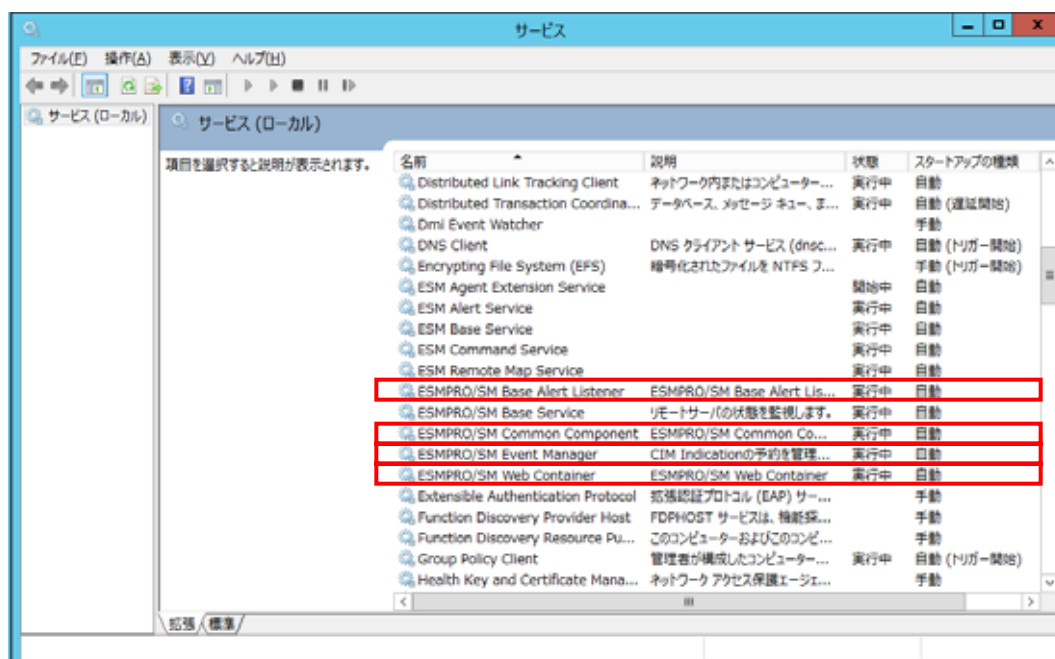 サービス
ファイル(F) 操作(A) 表示(V) ヘルプ(H)
サービス (ローカル)
サービス (ローカル)
項目を選択すると説明が表示されます。
名前 説明 状態 スタートアップの種類
Distributed Link Tracking Client ネットワーク内またはコンピューター... 実行中 自動
Distributed Transaction Coordina... データベース、メッセージ キュー、ま... 実行中 自動 (遅延開始)
Dmi Event Watcher 手動
DNS Client DNS クライアント サービス (dnsc... 実行中 自動 (トリガー開始)
Encrypting File System (EFS) 暗号化されたファイルを NTFS フ... 手動 (トリガー開始)
ESM Agent Extension Service 開始中 自動
ESM Alert Service 実行中 自動
ESM Base Service 実行中 自動
ESM Command Service 実行中 自動
ESM Remote Map Service 実行中 自動
ESMPRO/SM Base Alert Listener ESMPRO/SM Base Alert Lis... 実行中 自動
ESMPRO/SM Base Service リモートサーバの状態を監視します。 実行中 自動
ESMPRO/SM Common Component ESMPRO/SM Common Co... 実行中 自動
ESMPRO/SM Event Manager CIM Indicationの予約を管理... 実行中 自動
ESMPRO/SM Web Container ESMPRO/SM Web Container 実行中 自動
Extensible Authentication Protocol 拡張認証プロトコル (EAP) サー... 手動
Function Discovery Provider Host FDPHOST サービスは、機能探... 手動
Function Discovery Resource Pu... このコンピューターおよびこのコンピ... 手動
Group Policy Client 管理者が構成したコンピューター... 実行中 自動 (トリガー開始)
Health Key and Certificate Mana... ネットワーク アクセス保護エージェ... 手動
拡張 標準